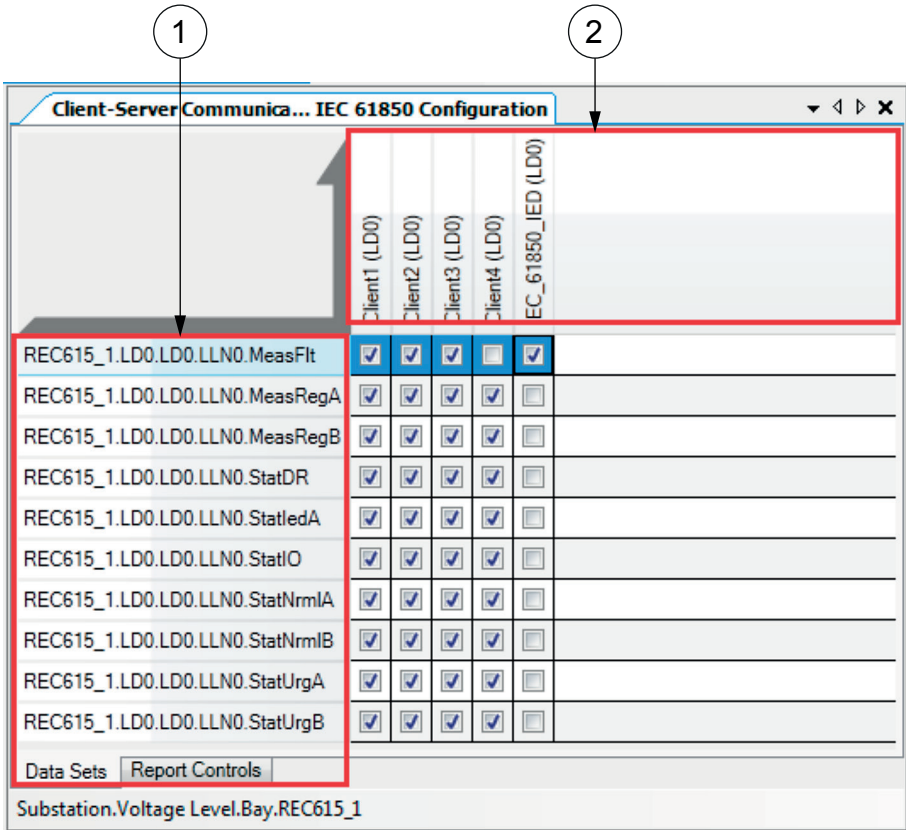 1
2
Client-Server Communica... IEC 61850 Configuration
Client1 (LD0)
Client2 (LD0)
Client3 (LD0)
Client4 (LD0)
EC_61850_IED (LD0)
REC615_1.LD0.LD0.LLN0.MeasFlt
REC615_1.LD0.LD0.LLN0.MeasRegA
REC615_1.LD0.LD0.LLN0.MeasRegB
REC615_1.LD0.LD0.LLN0.StatDR
REC615_1.LD0.LD0.LLN0.StatIedA
REC615_1.LD0.LD0.LLN0.StatIO
REC615_1.LD0.LD0.LLN0.StatNrmlA
REC615_1.LD0.LD0.LLN0.StatNrmlB
REC615_1.LD0.LD0.LLN0.StatUrgA
REC615_1.LD0.LD0.LLN0.StatUrgB
Data Sets
Report Controls
Substation.Voltage Level.Bay.REC615_1